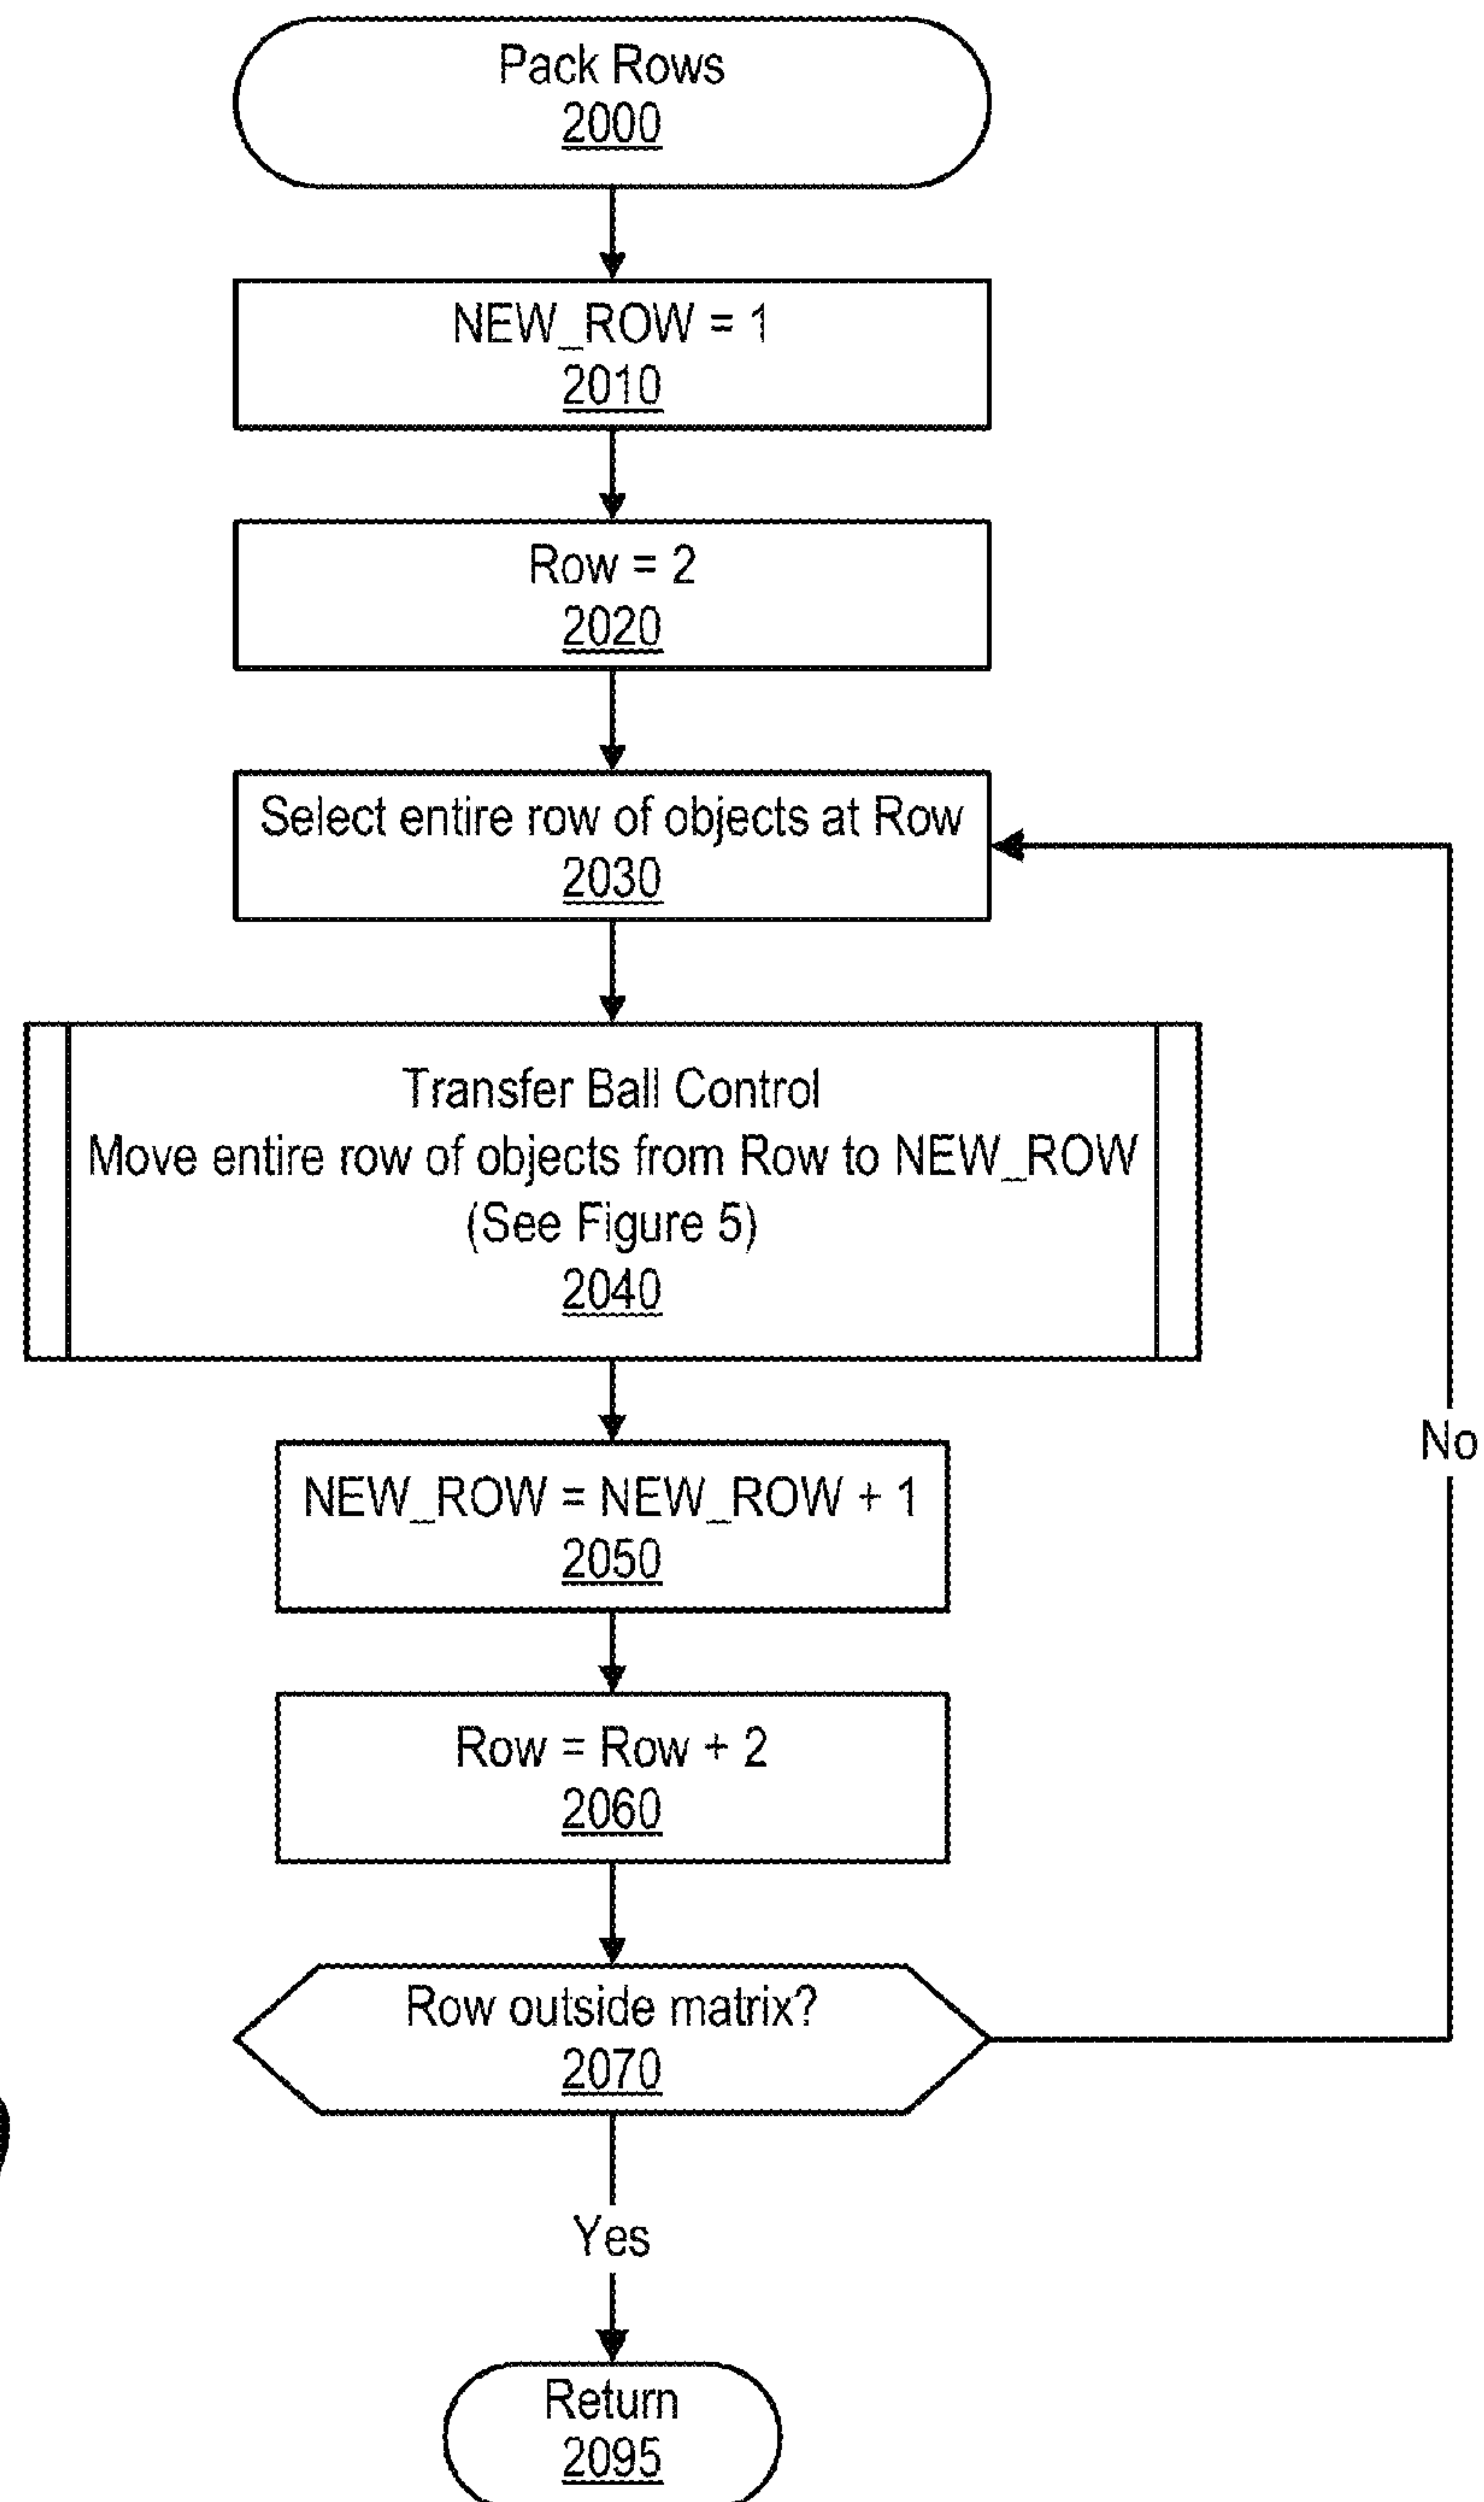 Pack Rows
2000
NEW_ROW = 1
2010
Row = 2
2020
Select entire row of objects at Row
2030
Transfer Ball Control
Move entire row of objects from Row to NEW_ROW
(See Figure 5)
2040
NEW_ROW = NEW_ROW + 1
2050
Row = Row + 2
2060
Row outside matrix?
2070
No
Yes
Return
2095